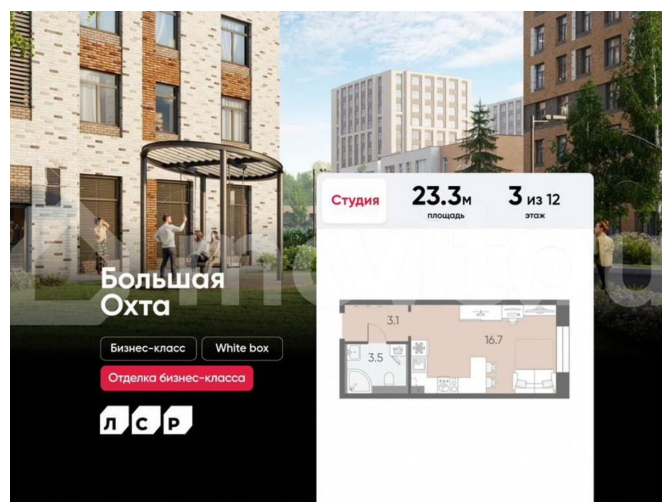 Студия
23.3м
площадь
3 из 12
этаж
Большая
Охта
Бизнес-класс
White box
Отделка бизнес-класса
ЛСР
3.1
3.5
16.7